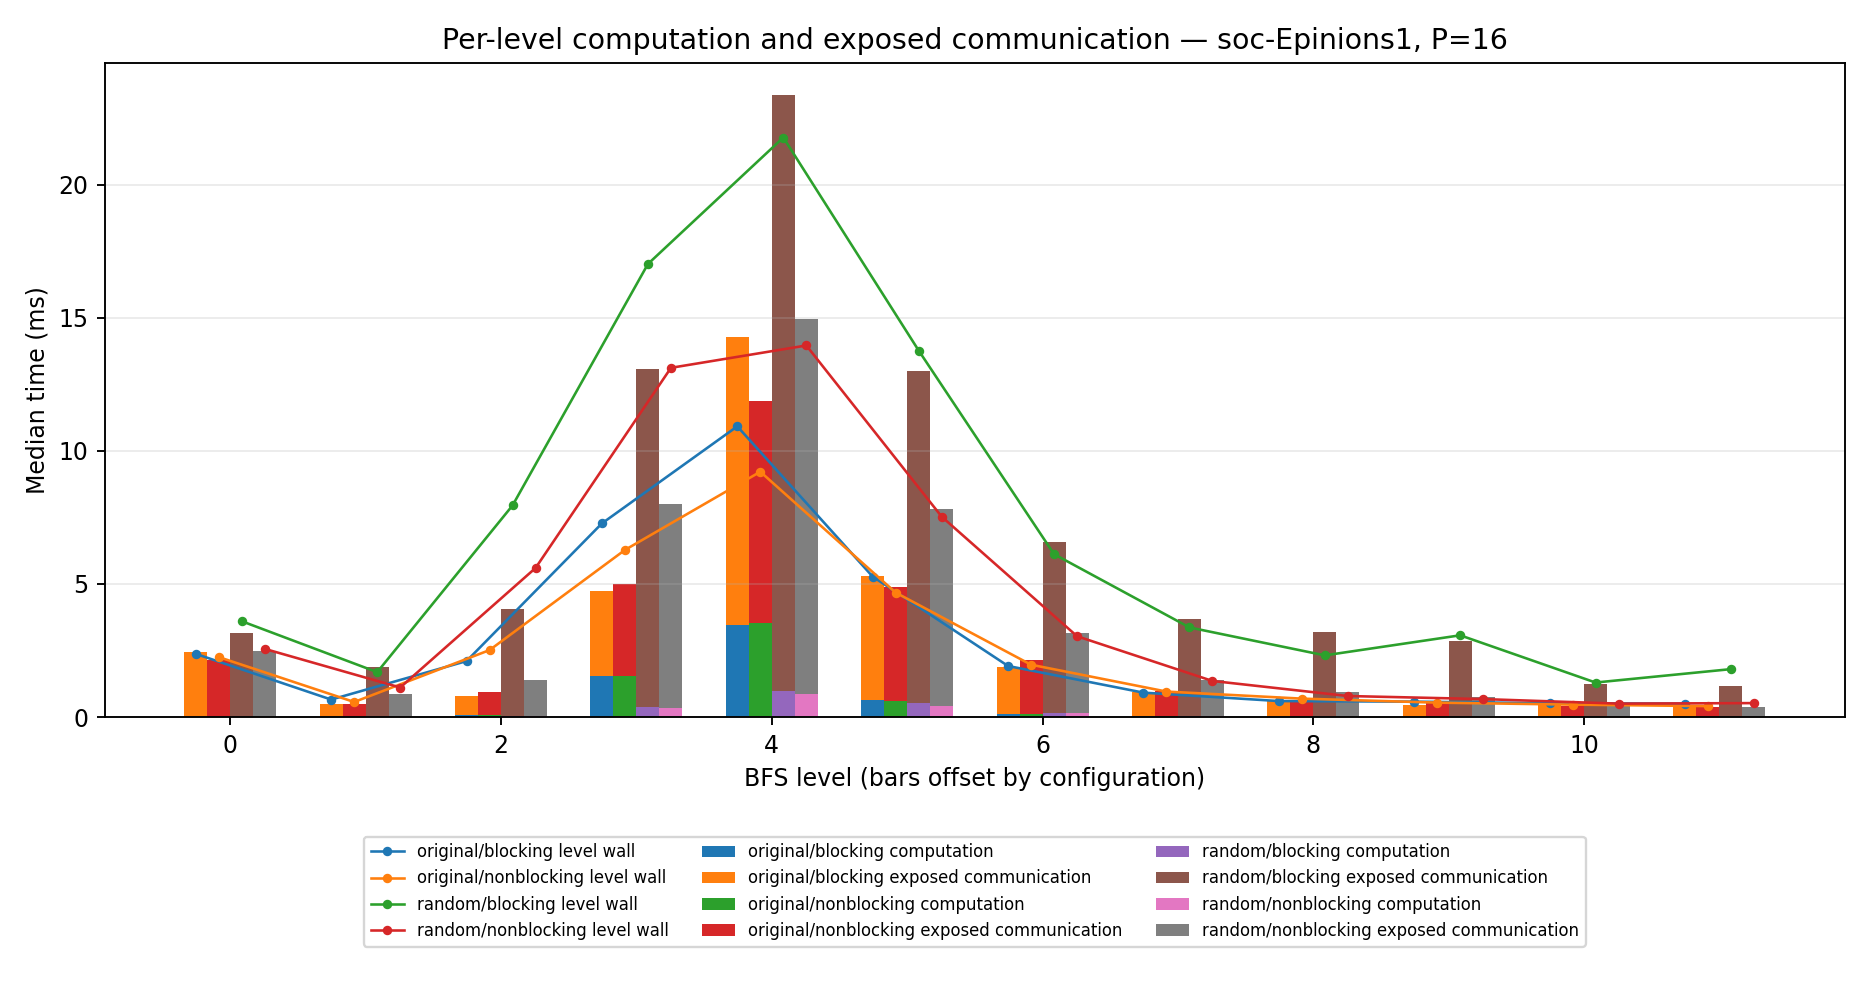 Per-level computation and exposed communication — soc-Epinions1, P=16
Median time (ms)
20
15
10
5
0
0 2 4 6 8 10
BFS level (bars offset by configuration)
original/blocking level wall
original/nonblocking level wall
random/blocking level wall
random/nonblocking level wall
original/blocking computation
original/blocking exposed communication
original/nonblocking computation
original/nonblocking exposed communication
random/blocking computation
random/blocking exposed communication
random/nonblocking computation
random/nonblocking exposed communication